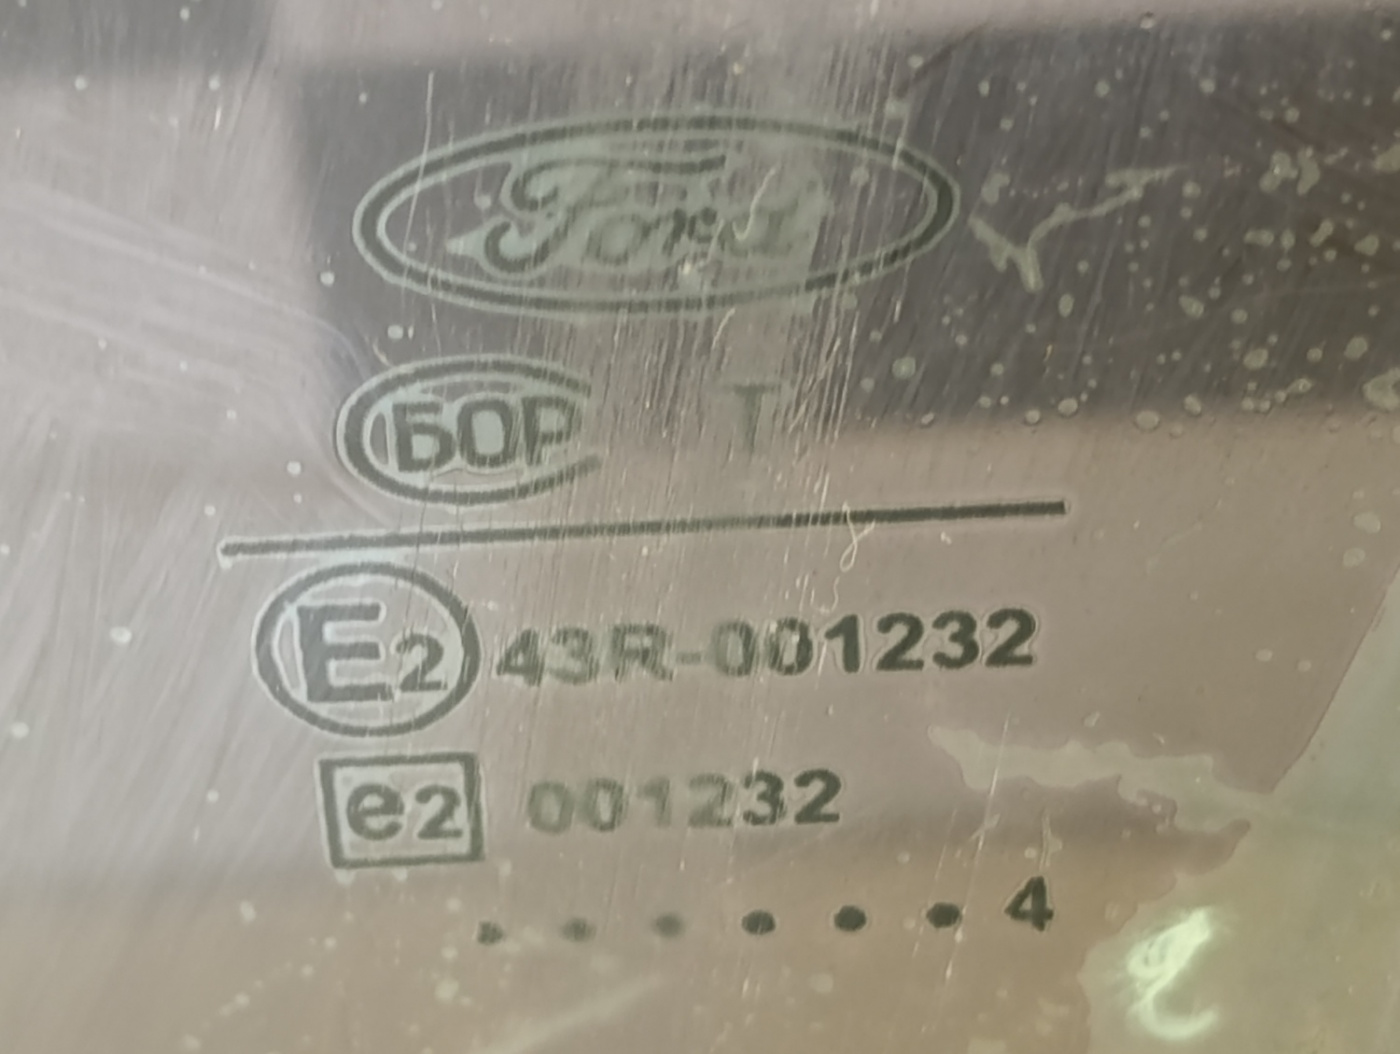 Ford
БОР T
E2 43R-001232
e2 001232
. . . . . . 4